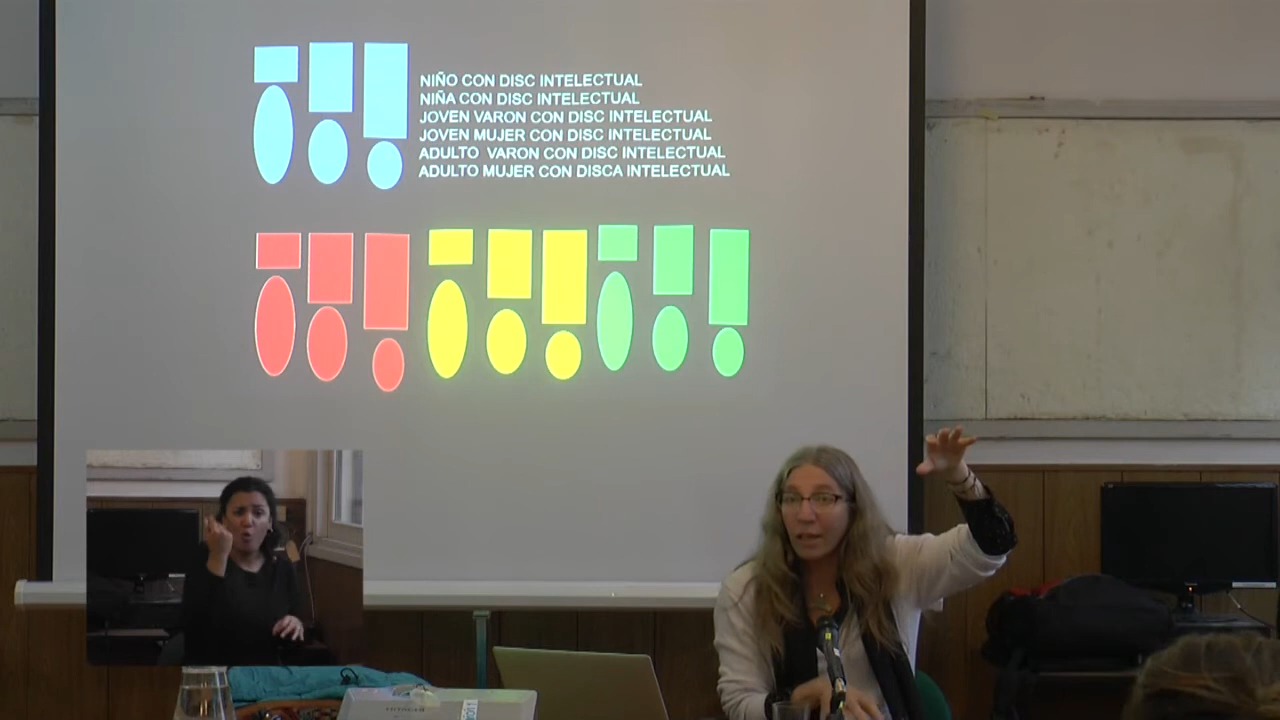 NIÑO CON DISC INTELECTUAL
NIÑA CON DISC INTELECTUAL
JOVEN VARON CON DISC INTELECTUAL
JOVEN MUJER CON DISC INTELECTUAL
ADULTO VARON CON DISC INTELECTUAL
ADULTO MUJER CON DISCA INTELECTUAL